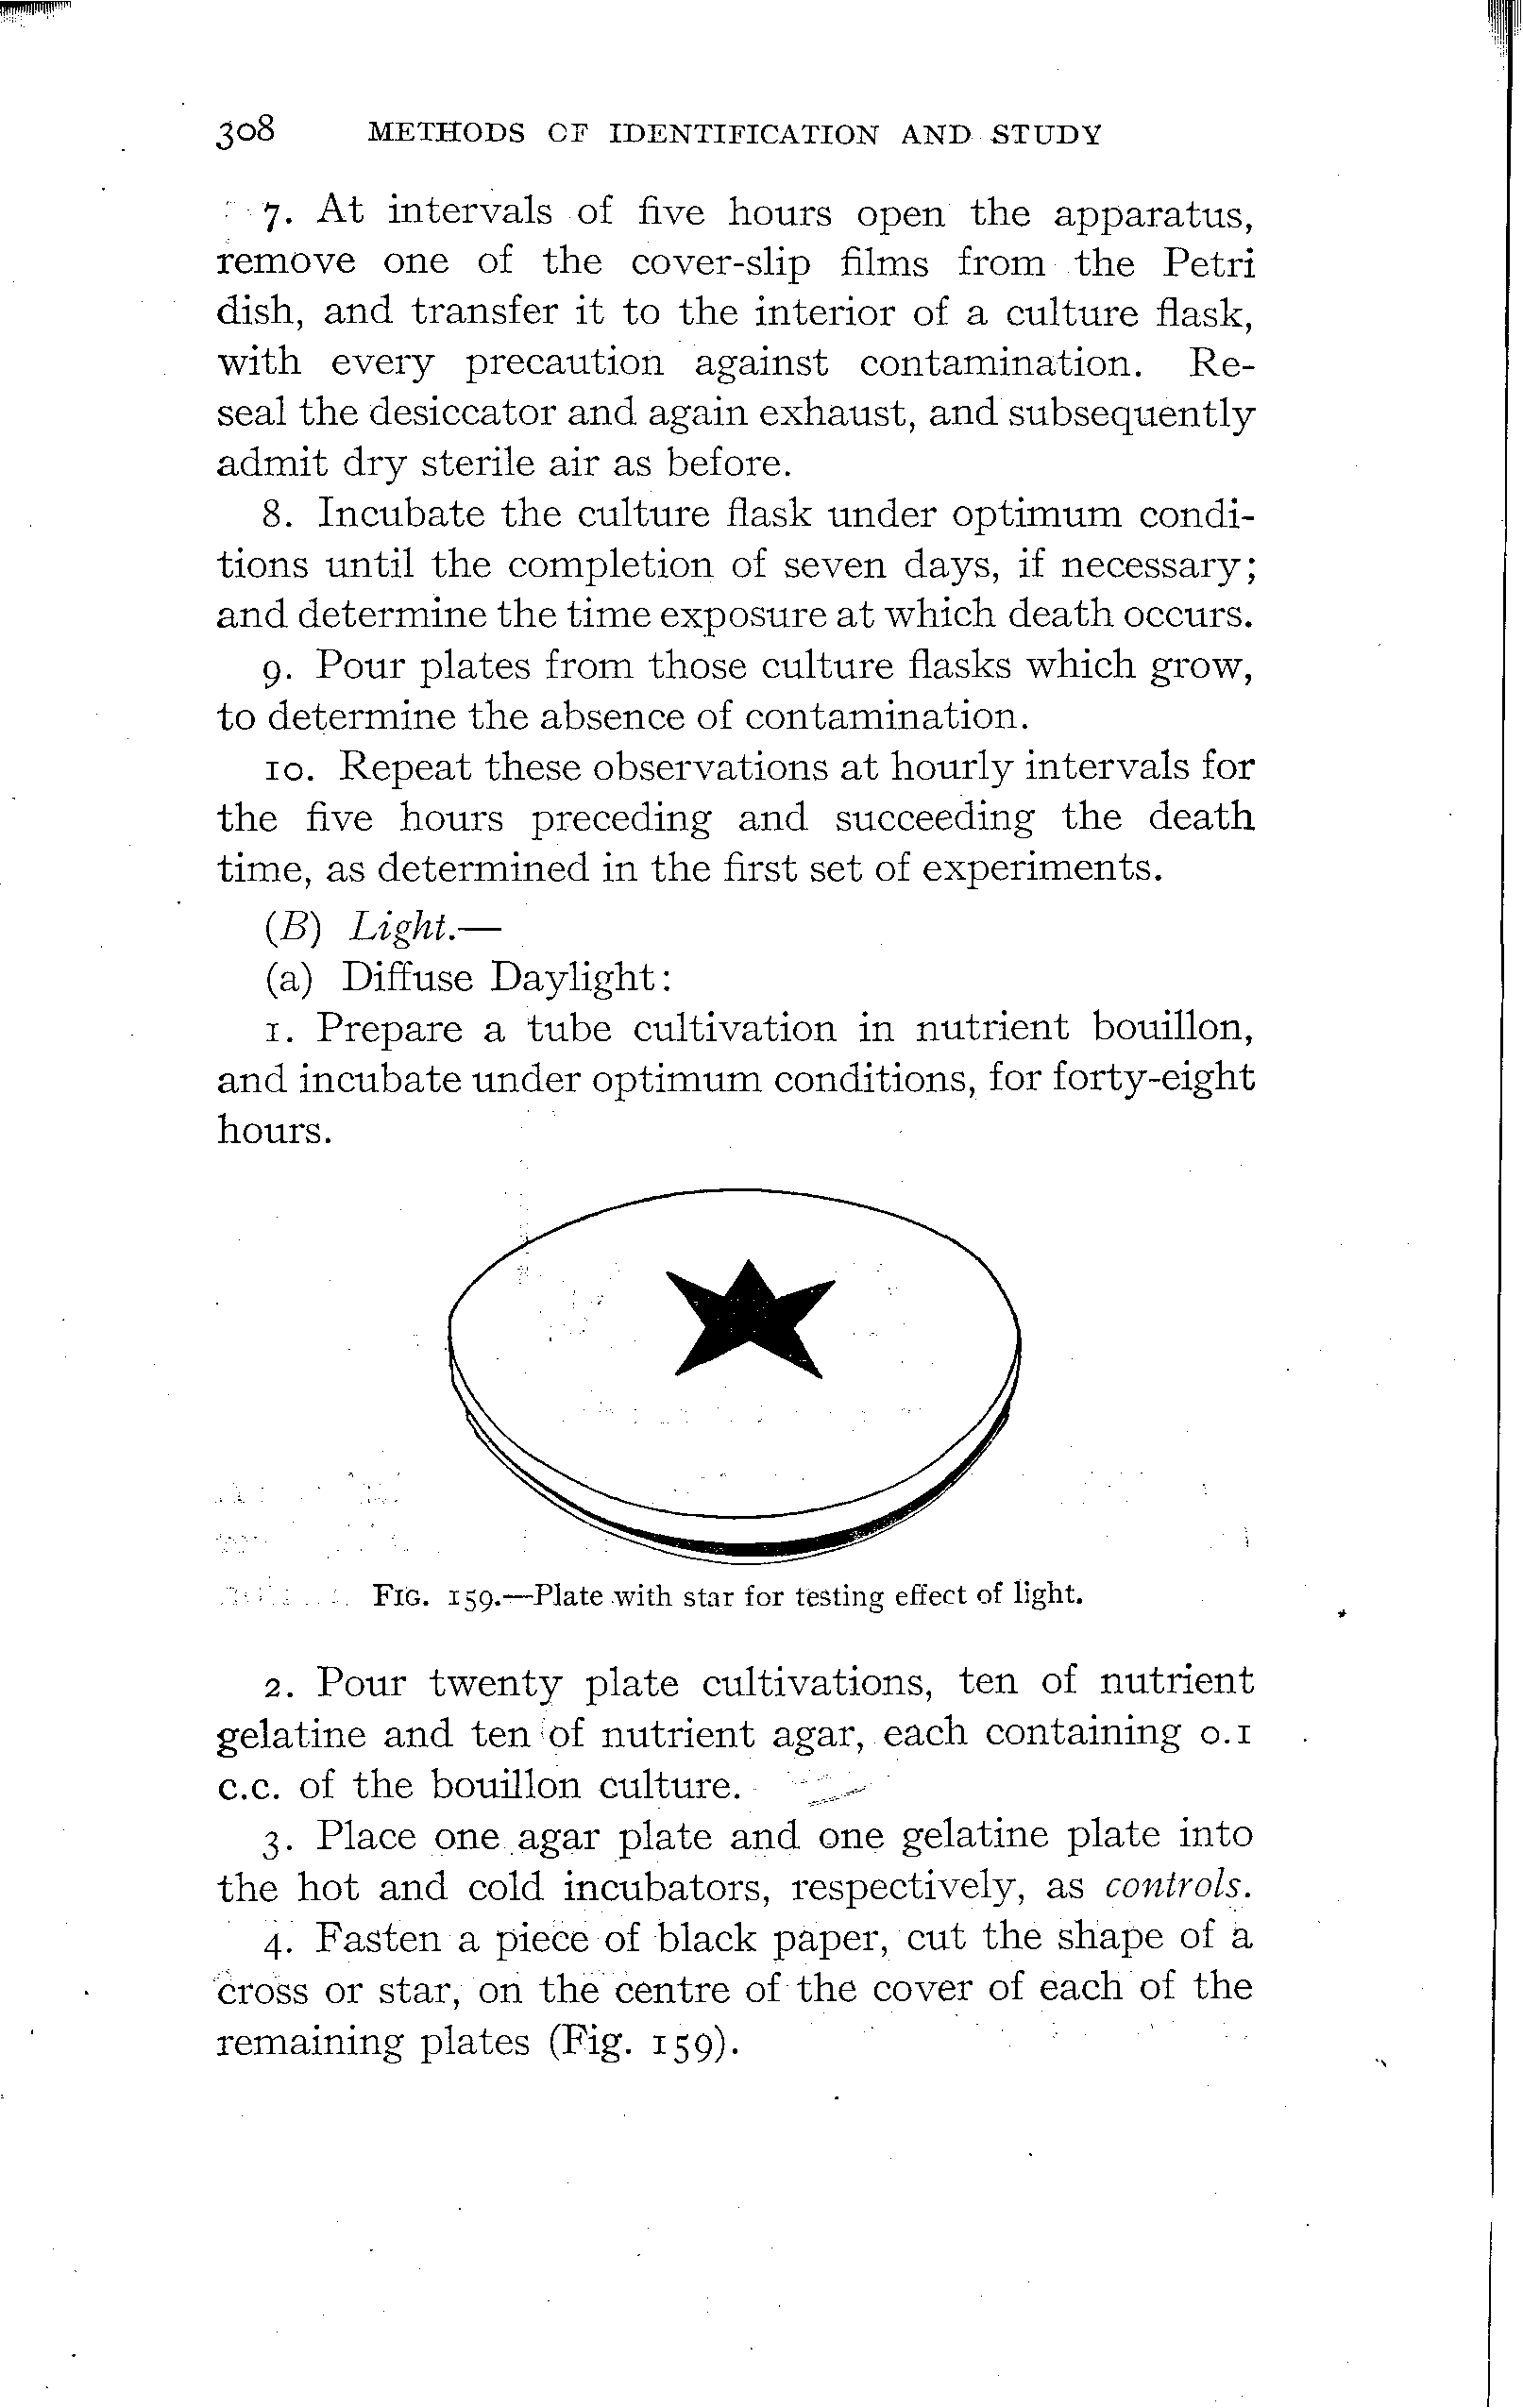 308 METHODS OF IDENTIFICATION AND STUDY
7. At intervals of five hours open the apparatus,
remove one of the cover-slip films from the Petri
dish, and transfer it to the interior of a culture flask,
with every precaution against contamination. Re-
seal the desiccator and again exhaust, and subsequently
admit dry sterile air as before.
8. Incubate the culture flask under optimum condi-
tions until the completion of seven days, if necessary;
and determine the time exposure at which death occurs.
9. Pour plates from those culture flasks which grow,
to determine the absence of contamination.
10. Repeat these observations at hourly intervals for
the five hours preceding and succeeding the death
time, as determined in the first set of experiments.
(B) Light.—
(a) Diffuse Daylight:
1. Prepare a tube cultivation in nutrient bouillon,
and incubate under optimum conditions, for forty-eight
hours.
FIG. 159.—Plate with star for testing effect of light.
2. Pour twenty plate cultivations, ten of nutrient
gelatine and ten of nutrient agar, each containing 0.1
c.c. of the bouillon culture.
3. Place one agar plate and one gelatine plate into
the hot and cold incubators, respectively, as controls.
4. Fasten a piece of black paper, cut the shape of a
cross or star, on the centre of the cover of each of the
remaining plates (Fig. 159).